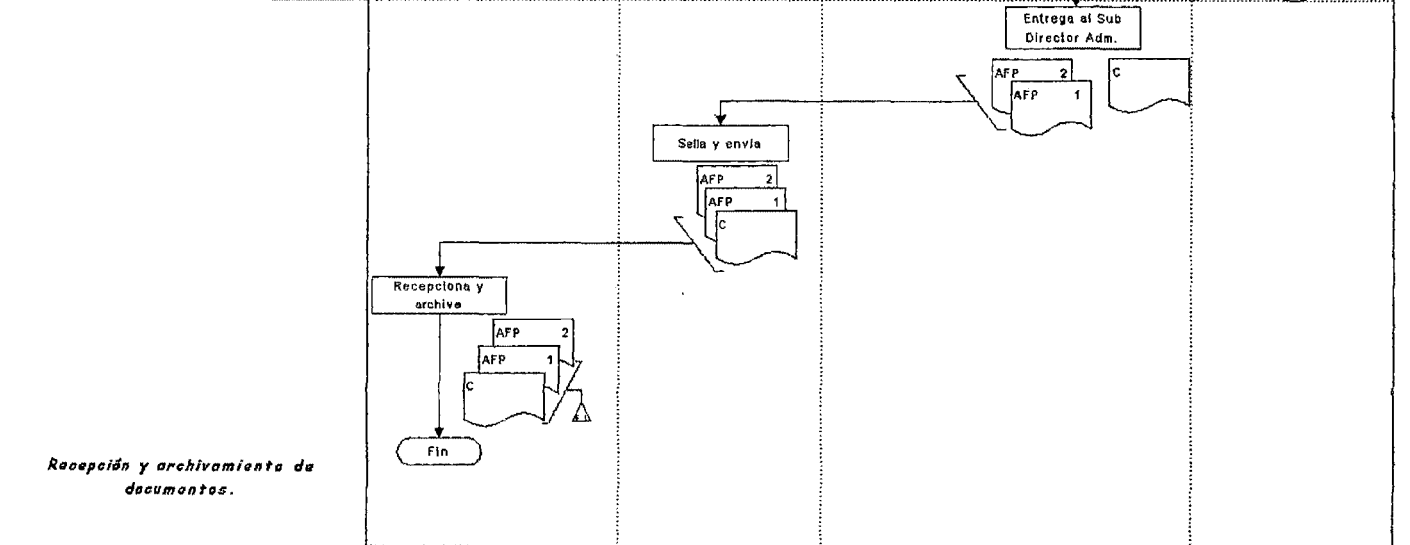 Entrega al Sub
Director Adm.
AFP 2
AFP 1
C
Sella y envía
AFP 2
AFP 1
C
Recepciona y
archiva
AFP 2
AFP 1
C
Fin
Recepción y archivamiento de
documentos.